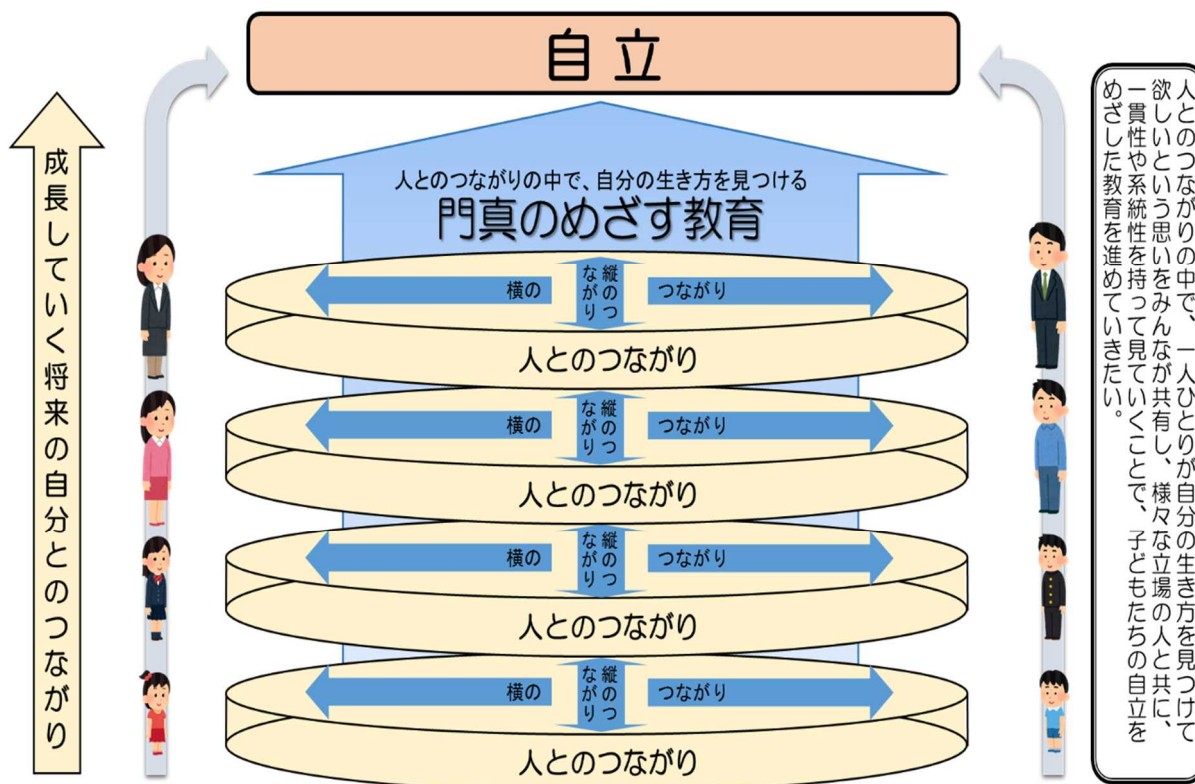 自立
人とのつながりの中で、自分の生き方を見つける
門真のめざす教育
横の
縦のつ
ながり
つながり
人とのつながり
横の
縦のつ
ながり
つながり
人とのつながり
横の
縦のつ
ながり
つながり
人とのつながり
横の
縦のつ
ながり
つながり
人とのつながり
成長していく将来の自分とのつながり
人とのつながりの中で、一人ひとりが自分の生き方を見つけて
欲しいという思いをみんなが共有し、様々な立場の人と共に、
一貫性や系統性を持って見ていくことで、子どもたちの自立を
めざした教育を進めていきたい。